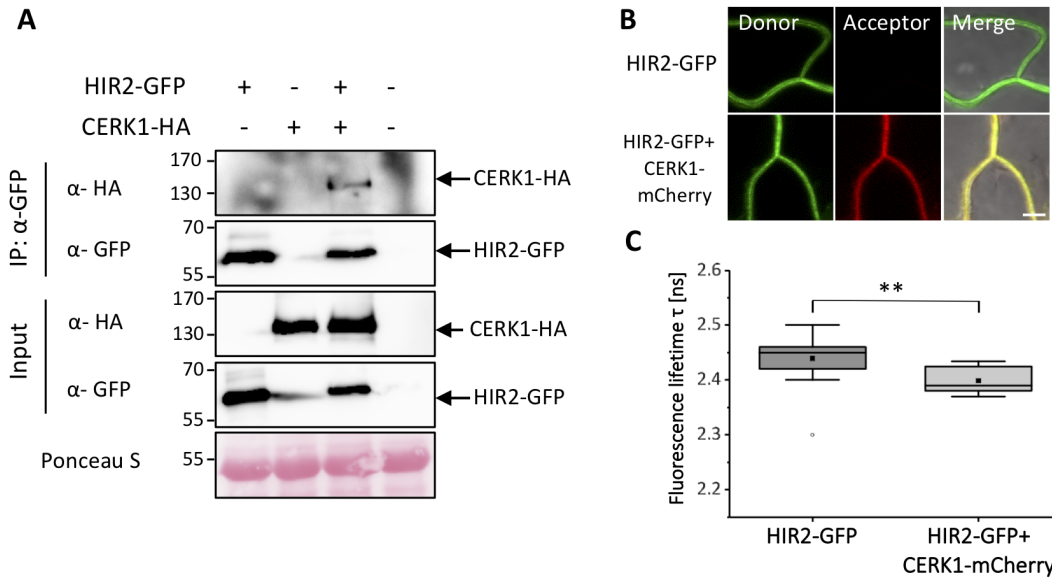 A
HIR2-GFP + - + -
CERK1-HA - + + -
IP: α-GFP
α- HA
170
130
CERK1-HA
α- GFP
70
55
HIR2-GFP
Input
α- HA
170
130
CERK1-HA
α- GFP
70
55
HIR2-GFP
Ponceau S
55
B
Donor Acceptor Merge
HIR2-GFP
HIR2-GFP+
CERK1-
mCherry
C
Fluorescence lifetime τ [ns]
2.6
2.5
2.4
2.3
2.2
**
HIR2-GFP
HIR2-GFP+
CERK1-mCherry